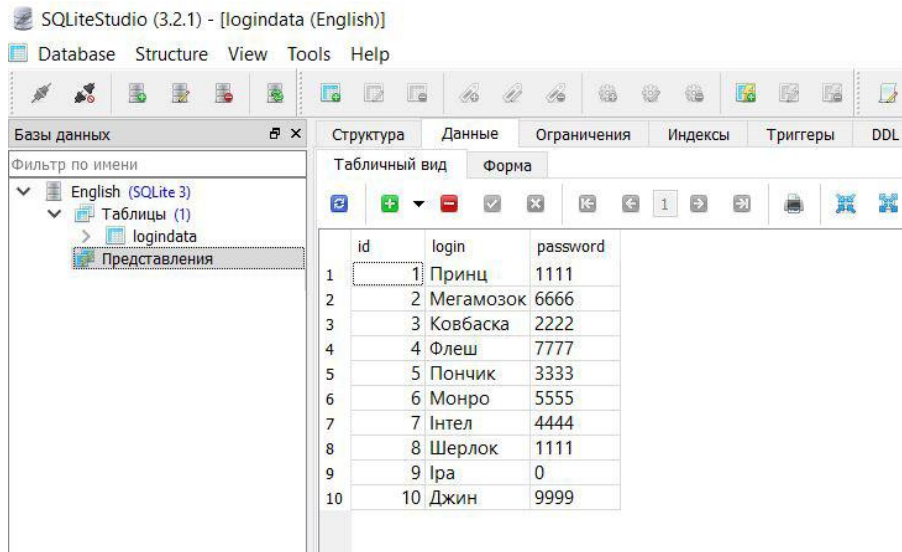 SQLiteStudio (3.2.1) - [logindata (English)]
Database Structure View Tools Help
Базы данных
Фильтр по имени
English (SQLite 3)
Таблицы (1)
logindata
Представления
Структура Данные Ограничения Индексы Триггеры DDL
Табличный вид Форма
1
id login password
1 1 Принц 1111
2 2 Мегамозок 6666
3 3 Ковбаска 2222
4 4 Флеш 7777
5 5 Пончик 3333
6 6 Монро 5555
7 7 Інтел 4444
8 8 Шерлок 1111
9 9 Іра 0
10 10 Джин 9999